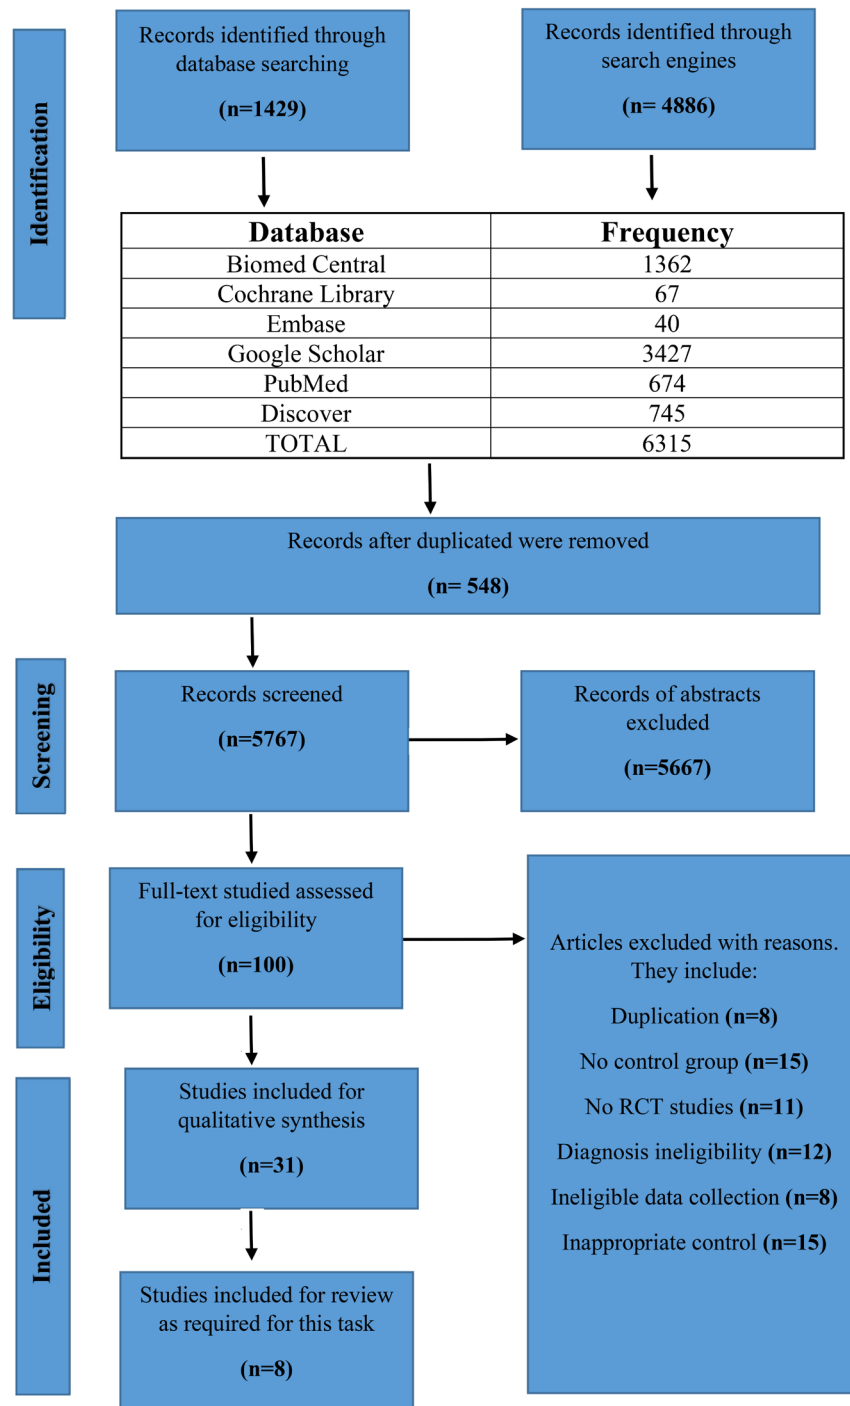 Identification
Records identified through
database searching
(n=1429)
Records identified through
search engines
(n= 4886)
Database Frequency
Biomed Central 1362
Cochrane Library 67
Embase 40
Google Scholar 3427
PubMed 674
Discover 745
TOTAL 6315
Records after duplicated were removed
(n= 548)
Screening
Records screened
(n=5767)
Records of abstracts
excluded
(n=5667)
Eligibility
Full-text studied assessed
for eligibility
(n=100)
Articles excluded with reasons.
They include:
Duplication (n=8)
No control group (n=15)
No RCT studies (n=11)
Diagnosis ineligibility (n=12)
Ineligible data collection (n=8)
Inappropriate control (n=15)
Included
Studies included for
qualitative synthesis
(n=31)
Studies included for review
as required for this task
(n=8)